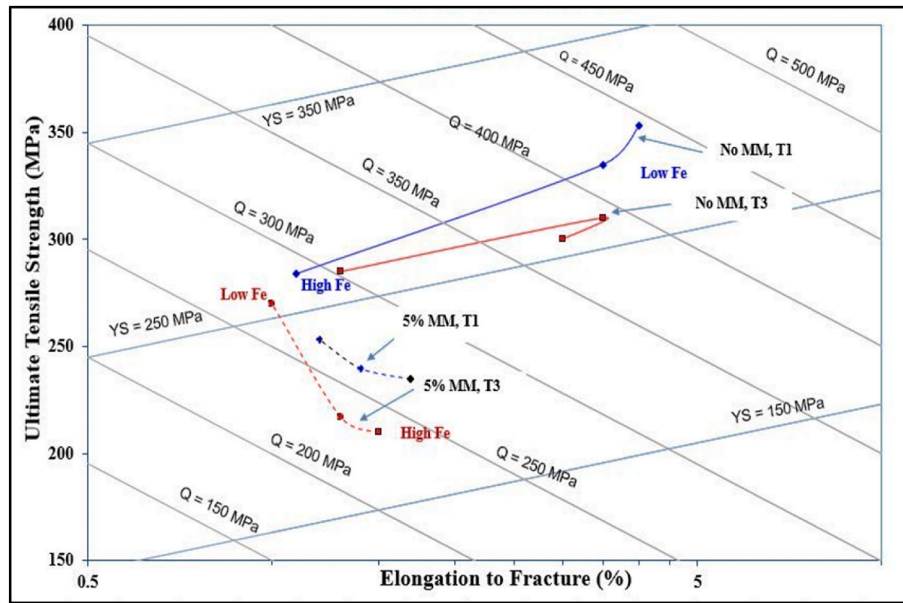 400
350
300
250
200
150
Ultimate Tensile Strength (MPa)
Q = 450 MPa
Q = 500 MPa
YS = 350 MPa
Q = 400 MPa
No MM, T1
Q = 350 MPa
Low Fe
No MM, T3
Q = 300 MPa
High Fe
Low Fe
YS = 250 MPa
5% MM, T1
5% MM, T3
YS = 150 MPa
High Fe
Q = 200 MPa
Q = 250 MPa
Q = 150 MPa
0.5
Elongation to Fracture (%)
5